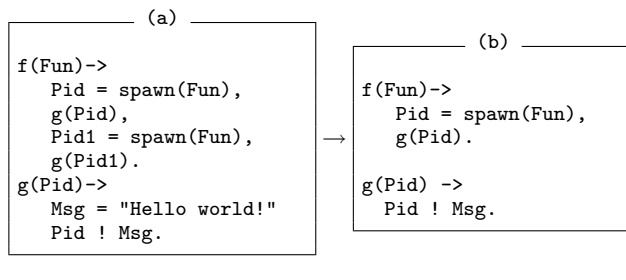 (a)
f(Fun)->
Pid = spawn(Fun),
g(Pid),
Pid1 = spawn(Fun),
g(Pid1).
g(Pid)->
Msg = "Hello world!"
Pid ! Msg.
→
(b)
f(Fun)->
Pid = spawn(Fun),
g(Pid).
g(Pid) ->
Pid ! Msg.